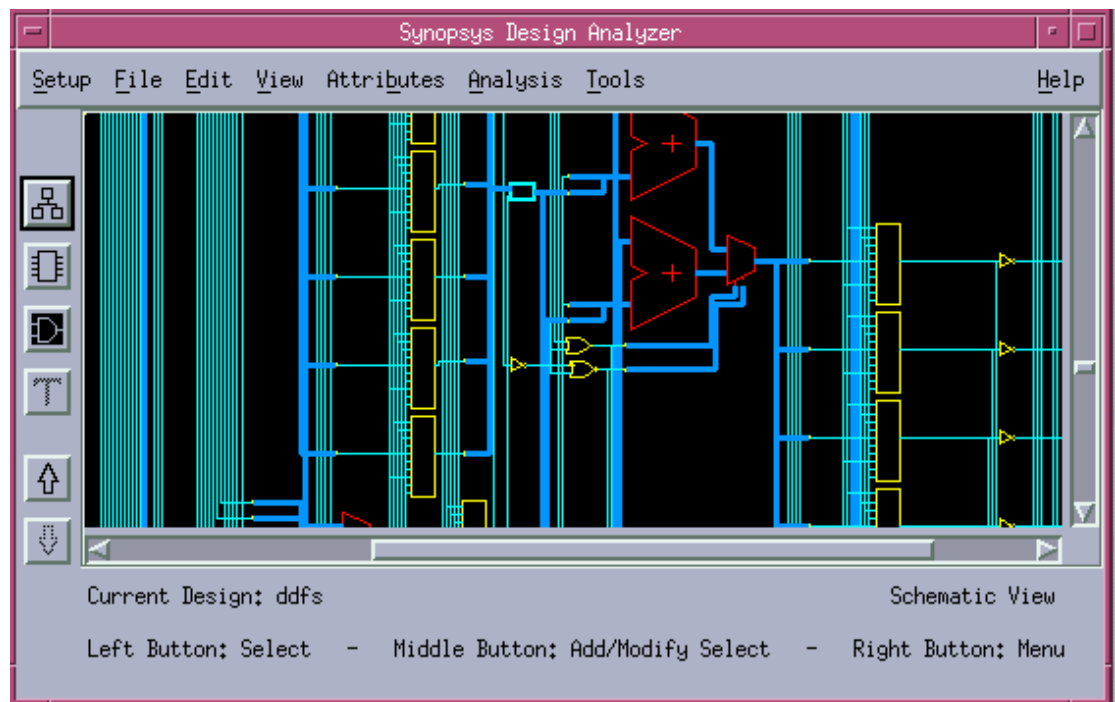 Synopsys Design Analyzer
Setup File Edit View Attributes Analysis Tools Help
Current Design: ddfs Schematic View
Left Button: Select - Middle Button: Add/Modify Select - Right Button: Menu